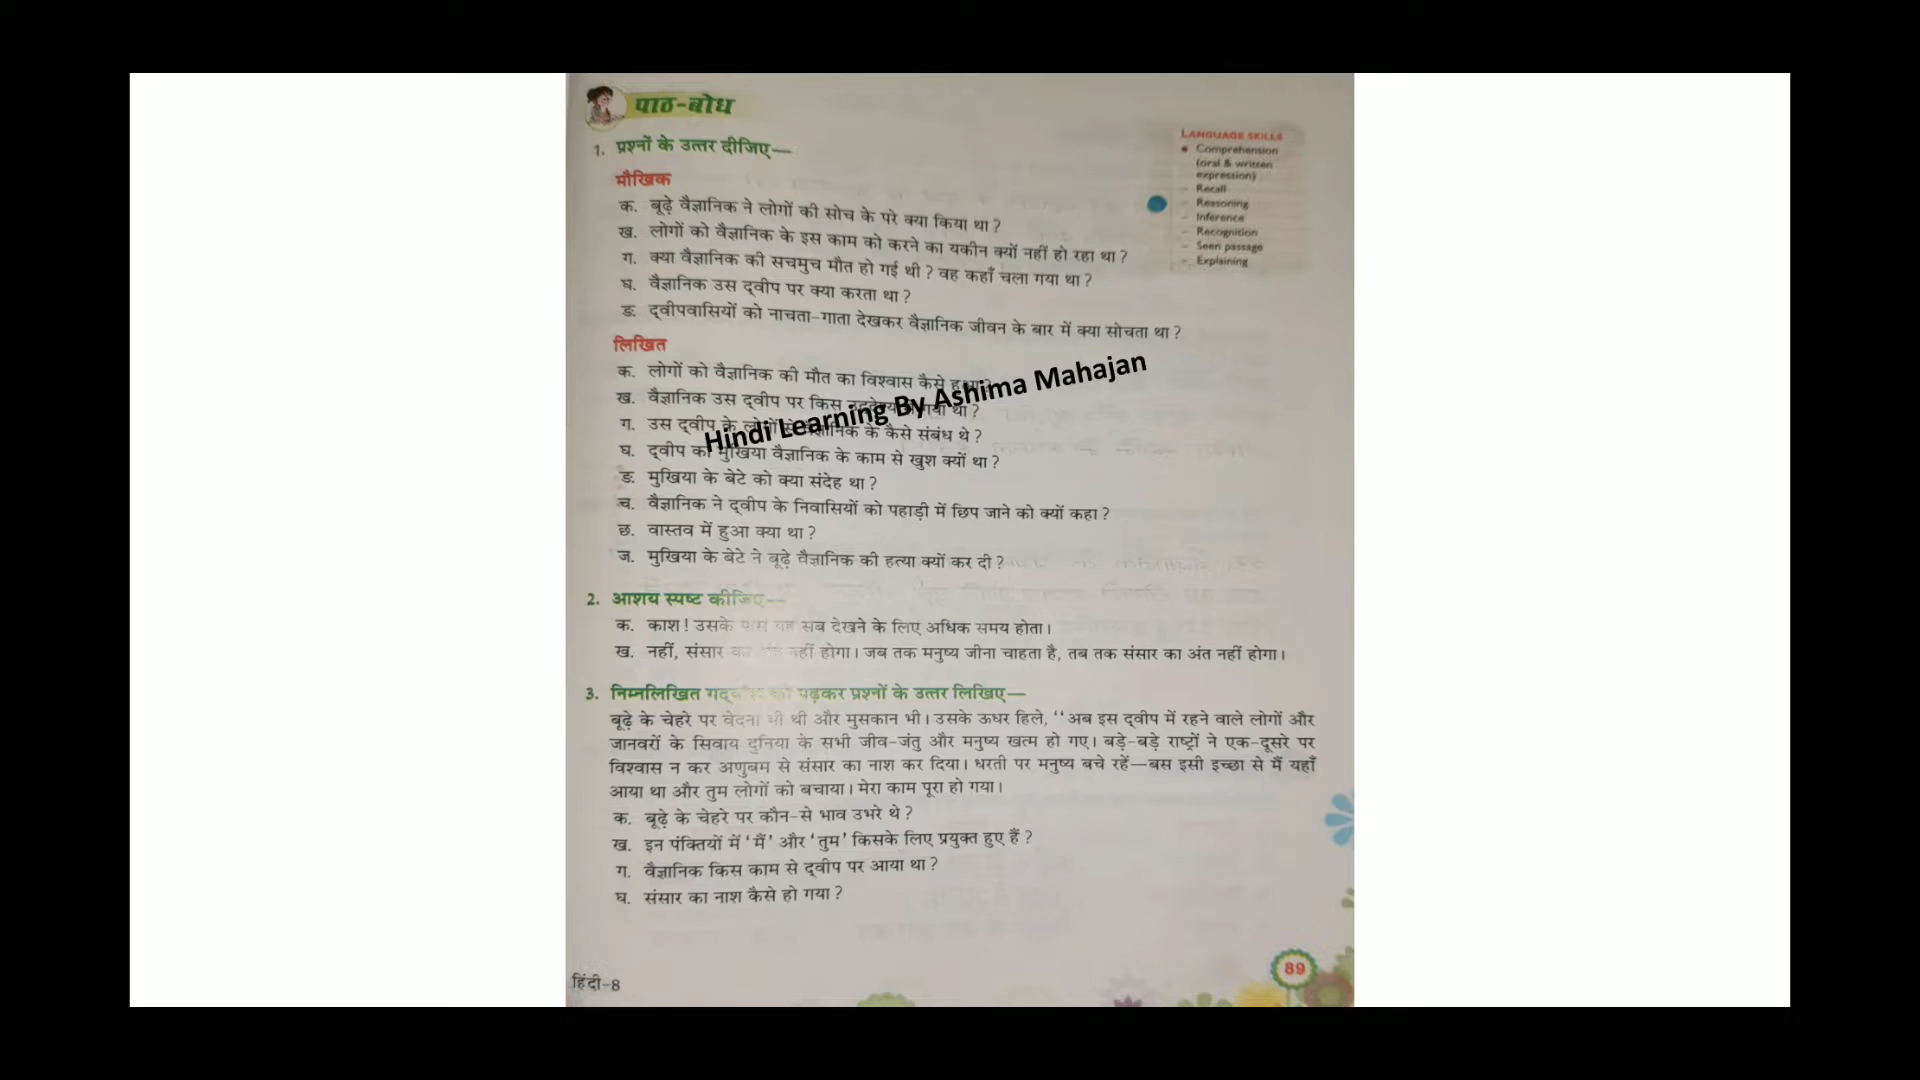 पाठ-बोध
1. प्रश्नों के उत्तर दीजिए—
LANGUAGE SKILLS
Comprehension
(oral & written
expression)
- Recall
- Reasoning
- Inference
- Recognition
- Seen passage
- Explaining
मौखिक
क. बूढ़े वैज्ञानिक ने लोगों की सोच के परे क्या किया था?
ख. लोगों को वैज्ञानिक के इस काम को करने का यकीन क्यों नहीं हो रहा था?
ग. क्या वैज्ञानिक की सचमुच मौत हो गई थी? वह कहाँ चला गया था?
घ. वैज्ञानिक उस द्वीप पर क्या करता था?
ङ. द्वीपवासियों को नाचता-गाता देखकर वैज्ञानिक जीवन के बार में क्या सोचता था?
लिखित
क. लोगों को वैज्ञानिक की मौत का विश्वास कैसे हुआ?
ख. वैज्ञानिक उस द्वीप पर किस गया था?
ग. उस द्वीप के लोगों से वैज्ञानिक के कैसे संबंध थे?
घ. द्वीप का मुखिया वैज्ञानिक के काम से खुश क्यों था?
ङ. मुखिया के बेटे को क्या संदेह था?
च. वैज्ञानिक ने द्वीप के निवासियों को पहाड़ी में छिप जाने को क्यों कहा?
छ. वास्तव में हुआ क्या था?
ज. मुखिया के बेटे ने बूढ़े वैज्ञानिक की हत्या क्यों कर दी?
Hindi Learning By Ashima Mahajan
2. आशय स्पष्ट कीजिए—
क. काश! उसके पास यह सब देखने के लिए अधिक समय होता।
ख. नहीं, संसार का नहीं होगा। जब तक मनुष्य जीना चाहता है, तब तक संसार का अंत नहीं होगा।
3. निम्नलिखित गद्यांश को पढ़कर प्रश्नों के उत्तर लिखिए—
बूढ़े के चेहरे पर वेदना भी थी और मुसकान भी। उसके ऊधर हिले, ‘‘अब इस द्वीप में रहने वाले लोगों और
जानवरों के सिवाय दुनिया के सभी जीव-जंतु और मनुष्य खत्म हो गए। बड़े-बड़े राष्ट्रों ने एक-दूसरे पर
विश्वास न कर अणुबम से संसार का नाश कर दिया। धरती पर मनुष्य बचे रहें—बस इसी इच्छा से मैं यहाँ
आया था और तुम लोगों को बचाया। मेरा काम पूरा हो गया।
क. बूढ़े के चेहरे पर कौन-से भाव उभरे थे?
ख. इन पंक्तियों में ‘मैं’ और ‘तुम’ किसके लिए प्रयुक्त हुए हैं?
ग. वैज्ञानिक किस काम से द्वीप पर आया था?
घ. संसार का नाश कैसे हो गया?
हिंदी-8
89